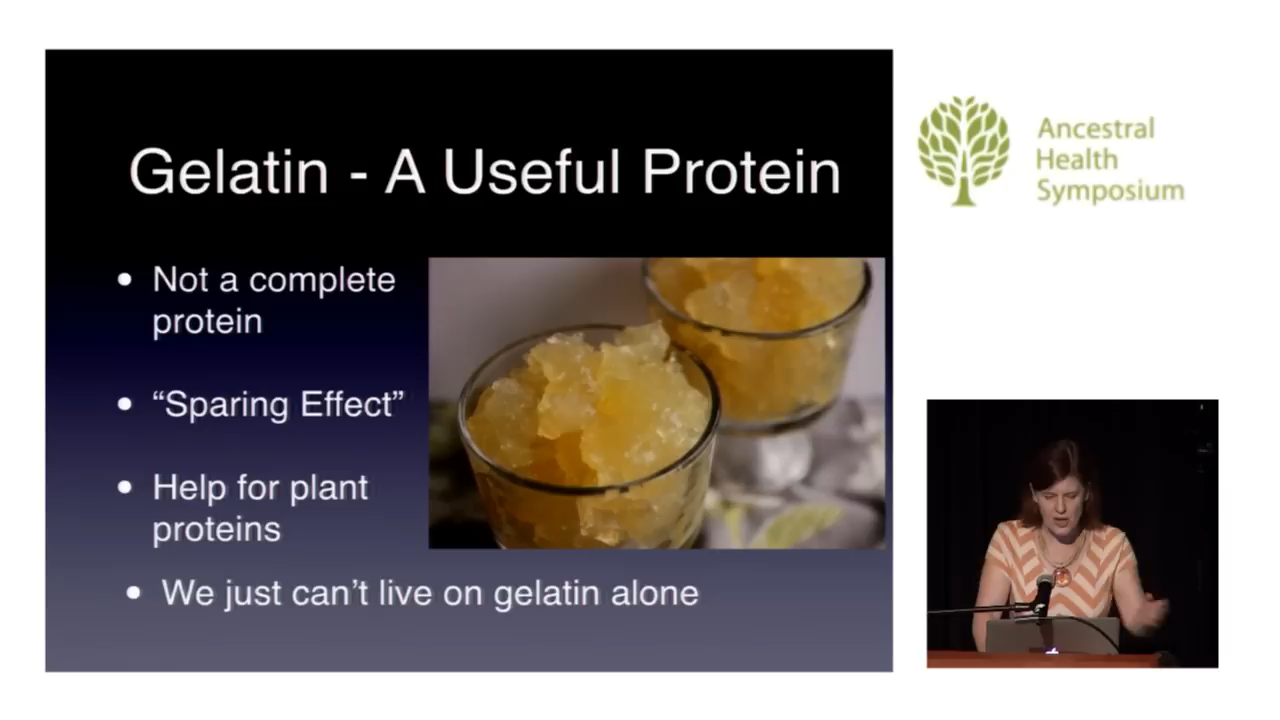 Gelatin - A Useful Protein
• Not a complete
protein
• “Sparing Effect”
• Help for plant
proteins
• We just can’t live on gelatin alone
Ancestral
Health
Symposium